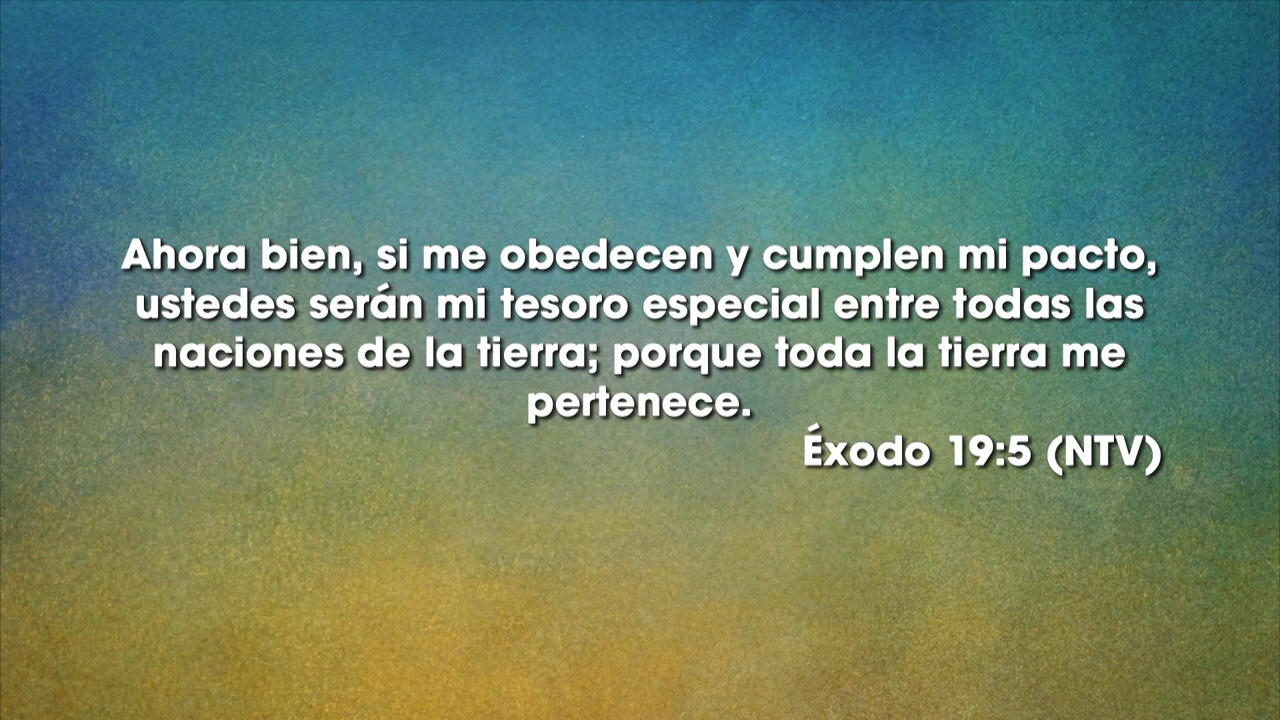 Ahora bien, si me obedecen y cumplen mi pacto,
ustedes serán mi tesoro especial entre todas las
naciones de la tierra; porque toda la tierra me
pertenece.
Éxodo 19:5 (NTV)